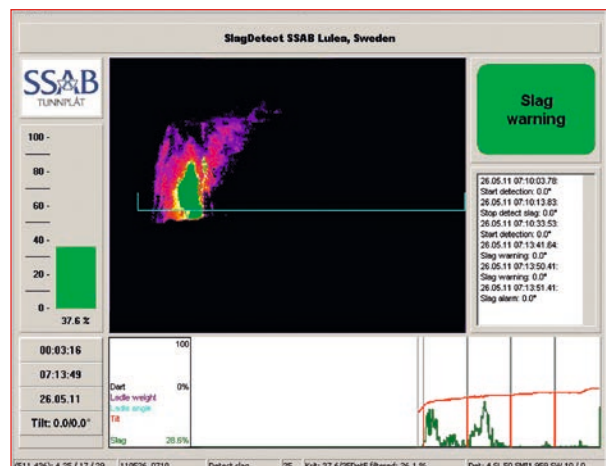 SlagDetect SSAB Lulea, Sweden
SSAB
TUNNPLÅT
Slag
warning
100 -
80 -
60 -
40 -
20 -
0 -
37.6 %
26.05.11 07:10:03.78:
Start detection: 0.0°
26.05.11 07:10:13.83:
Stop detect slag: 0.0°
26.05.11 07:10:33.53:
Start detection: 0.0°
26.05.11 07:13:41.64:
Slag warning: 0.0°
26.05.11 07:13:50.41:
Slag warning: 0.0°
26.05.11 07:13:51.41:
Slag alarm: 0.0°
00:03:16
07:13:49
26.05.11
Tilt: 0.0/0.0°
100
Dart 0%
Ladle weight
Ladle angle
Tilt
Slag 28.6%
Detect slag